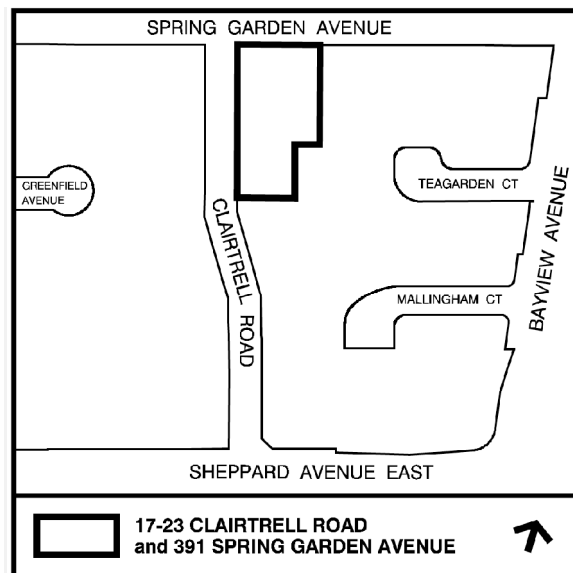 SPRING GARDEN AVENUE
GREENFIELD
AVENUE
TEAGARDEN CT
CLAIRTRELL ROAD
BAYVIEW AVENUE
MALLINGHAM CT
SHEPPARD AVENUE EAST
17-23 CLAIRTRELL ROAD
and 391 SPRING GARDEN AVENUE